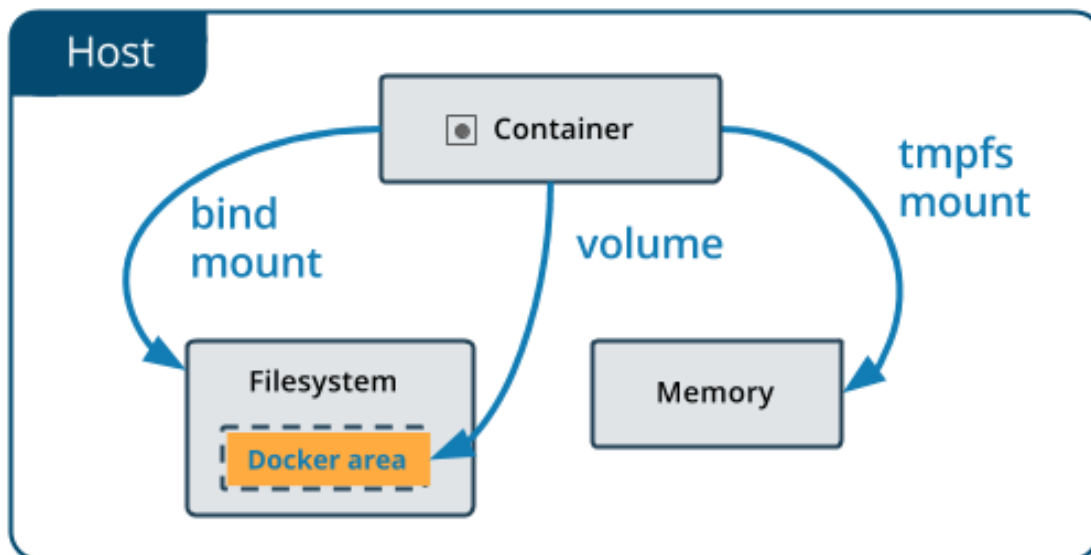 Host
Container
bind
mount
volume
tmpfs
mount
Filesystem
Docker area
Memory